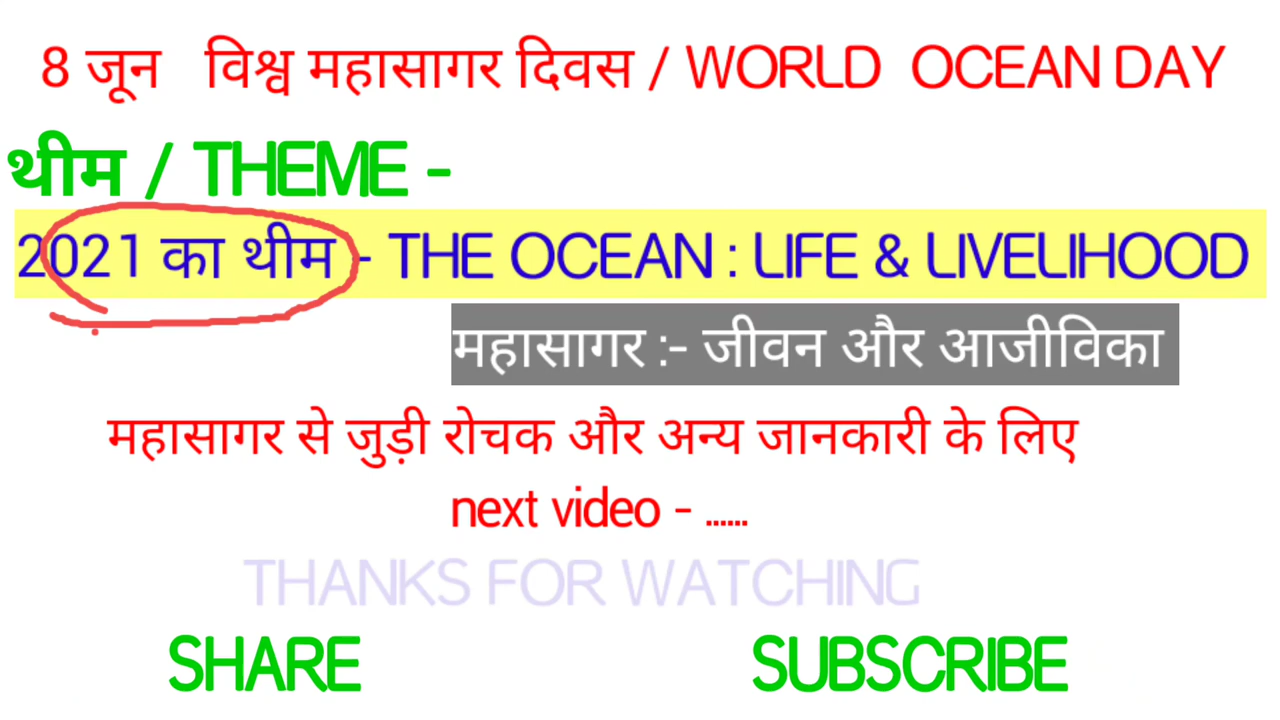 8 जून विश्व महासागर दिवस / WORLD OCEAN DAY
थीम / THEME -
2021 का थीम - THE OCEAN : LIFE & LIVELIHOOD
महासागर :- जीवन और आजीविका
महासागर से जुड़ी रोचक और अन्य जानकारी के लिए
next video - ......
THANKS FOR WATCHING
SHARE SUBSCRIBE